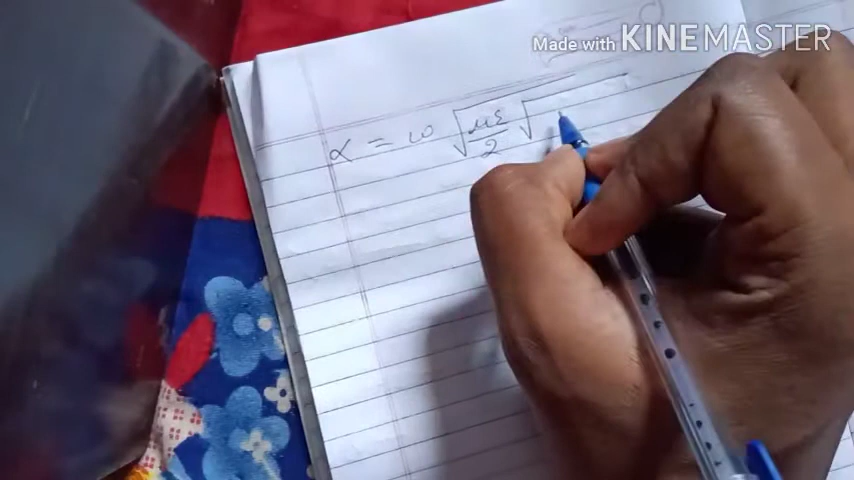 Made with KINEMASTER
α = ω √(με/2) √